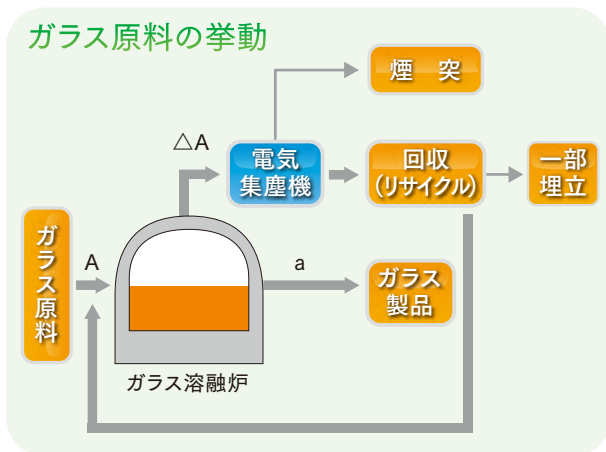 ガラス原料の挙動
煙　突
△A
電気
集塵機
回収
(リサイクル)
一部
埋立
ガラス原料
A
a
ガラス
製品
ガラス溶融炉